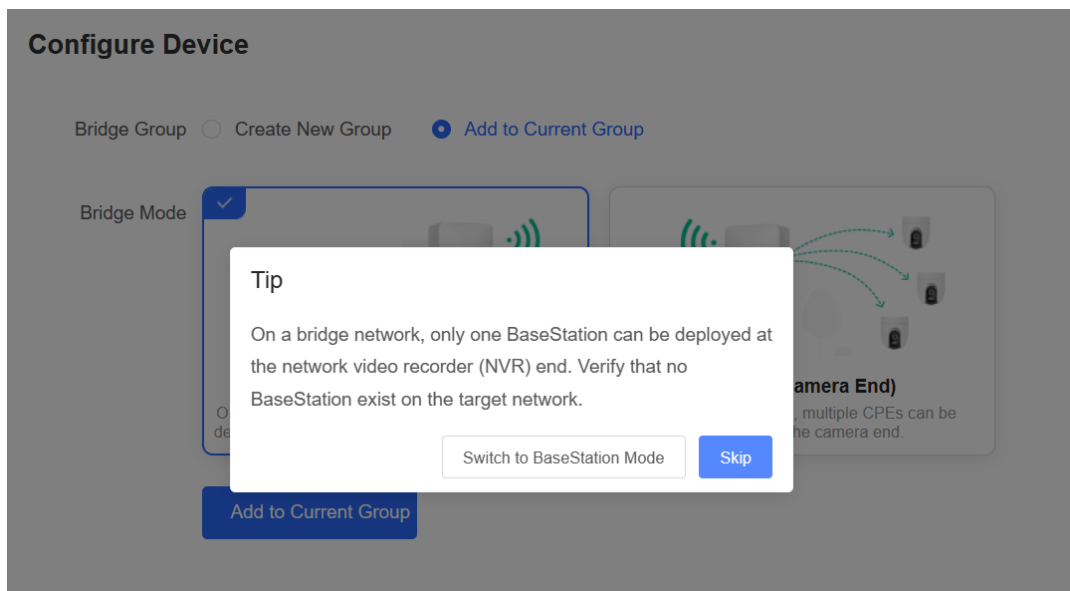 Configure Device
Bridge Group
Create New Group
Add to Current Group
Bridge Mode
Tip
On a bridge network, only one BaseStation can be deployed at
the network video recorder (NVR) end. Verify that no
BaseStation exist on the target network.
Switch to BaseStation Mode
Skip
End)
multiple CPEs can be
camera end.
Add to Current Group